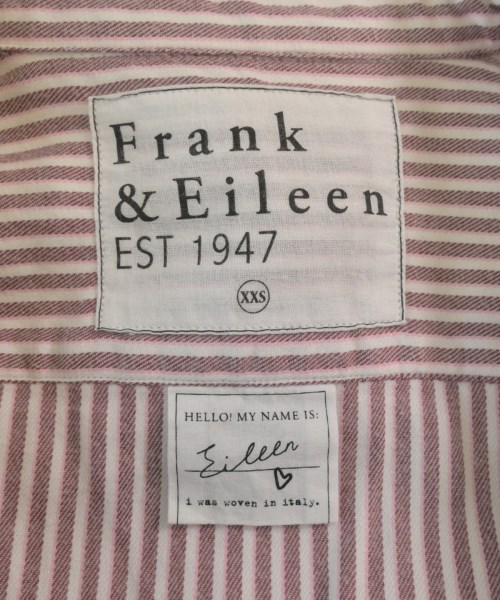 Frank
& Eileen
EST 1947
XXS
HELLO! MY NAME IS:
Eileen
i was woven in italy.